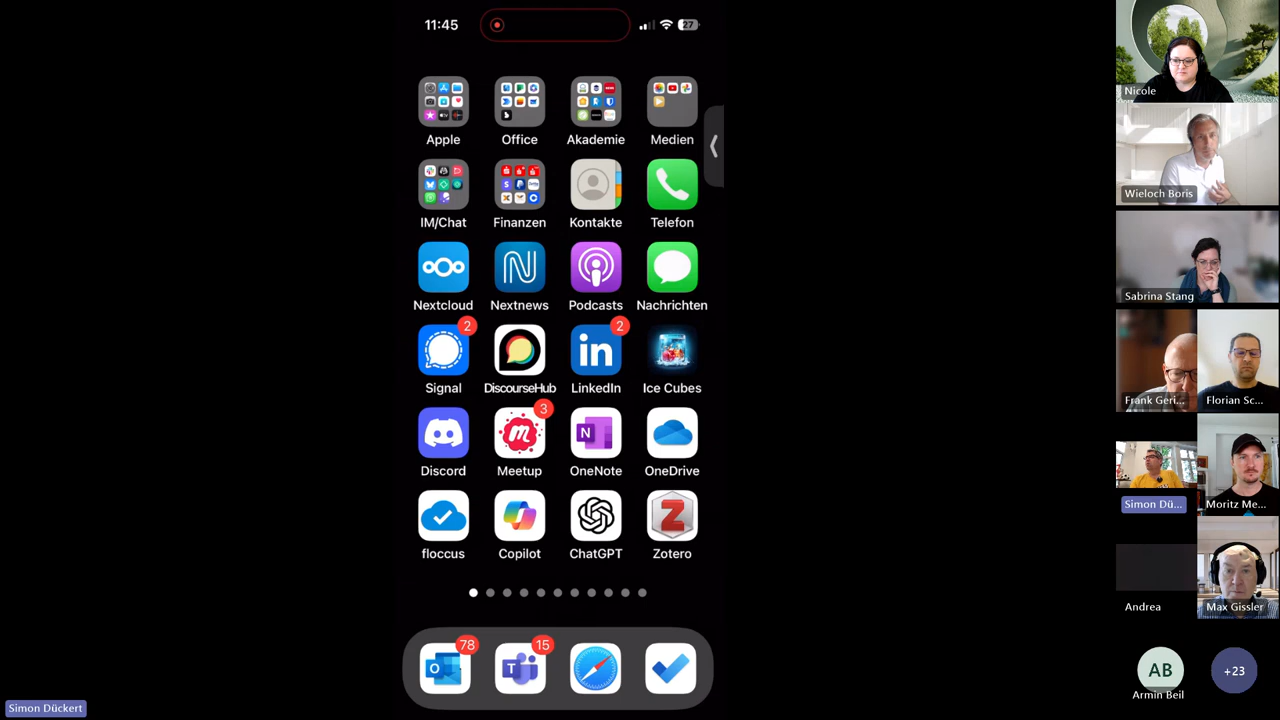 11:45
27
Apple
Office
Akademie
Medien
IM/Chat
Finanzen
Kontakte
Telefon
Nextcloud
Nextnews
Podcasts
Nachrichten
2
2
Signal
DiscourseHub
LinkedIn
Ice Cubes
3
Discord
Meetup
OneNote
OneDrive
floccus
Copilot
ChatGPT
Zotero
78
15
Nicole
Wieloch Boris
Sabrina Stang
Frank Geri...
Florian Sc...
Simon Dü...
Moritz Me...
Andrea
Max Gissler
AB
+23
Armin Beil
Simon Dückert